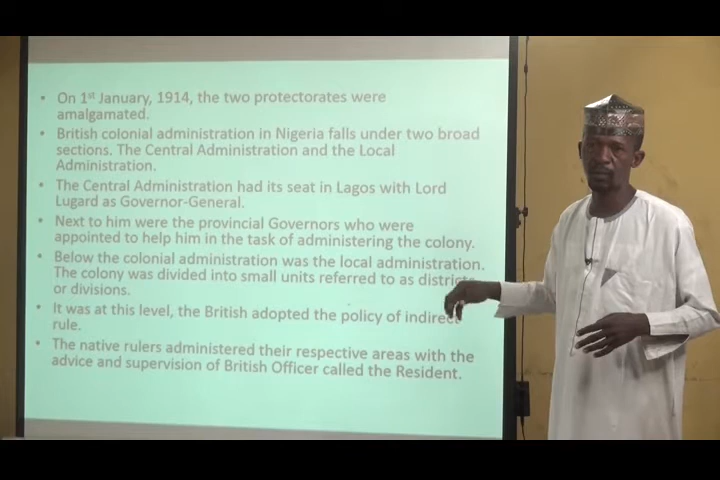 • On 1st January, 1914, the two protectorates were
amalgamated.
• British colonial administration in Nigeria falls under two broad
sections. The Central Administration and the Local
Administration.
• The Central Administration had its seat in Lagos with Lord
Lugard as Governor-General.
• Next to him were the provincial Governors who were
appointed to help him in the task of administering the colony.
• Below the colonial administration was the local administration.
The colony was divided into small units referred to as districts
or divisions.
• It was at this level, the British adopted the policy of indirect
rule.
• The native rulers administered their respective areas with the
advice and supervision of British Officer called the Resident.